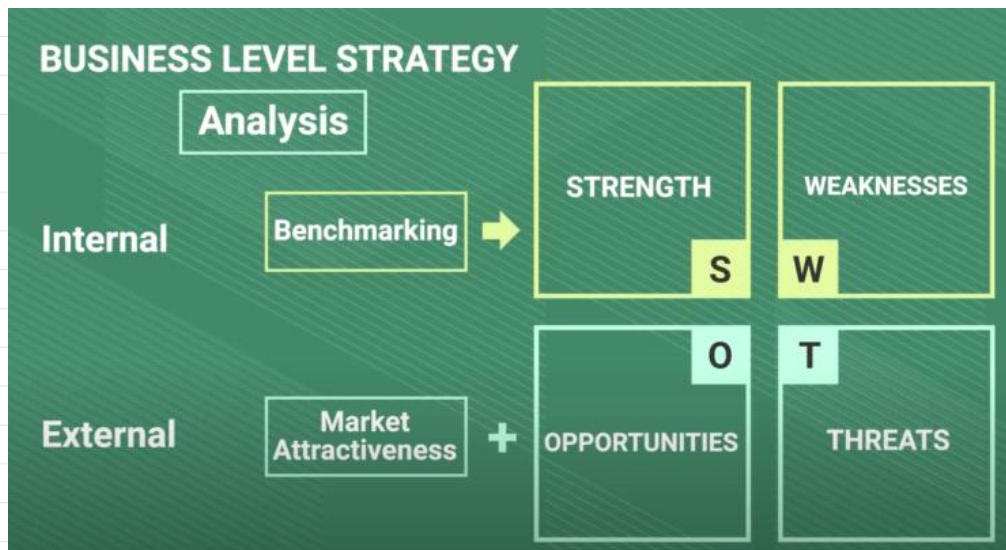 BUSINESS LEVEL STRATEGY
Analysis
Internal
Benchmarking
STRENGTH
S
WEAKNESSES
W
External
Market
Attractiveness
+
O
OPPORTUNITIES
T
THREATS